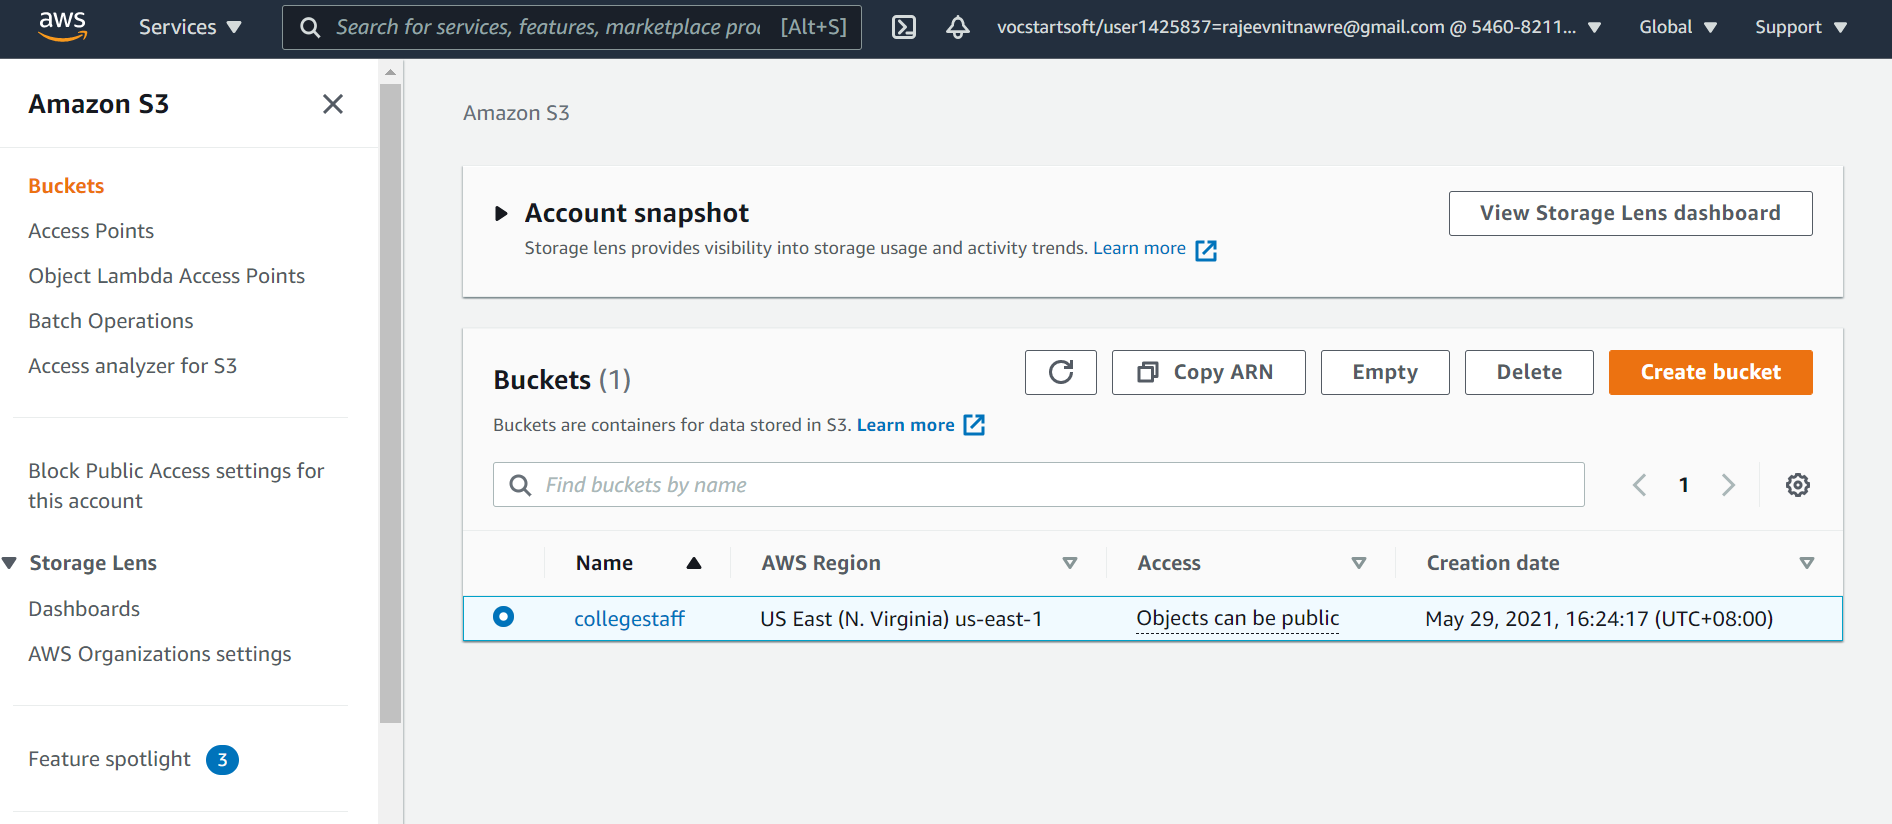 aws
Services
Search for services, features, marketplace pro
[Alt+S]
vocstartsoft/user1425837=rajeevnitnawre@gmail.com @ 5460-8211...
Global
Support
Amazon S3
Buckets
Access Points
Object Lambda Access Points
Batch Operations
Access analyzer for S3
Block Public Access settings for
this account
Storage Lens
Dashboards
AWS Organizations settings
Feature spotlight 3
Amazon S3
Account snapshot
Storage lens provides visibility into storage usage and activity trends. Learn more
View Storage Lens dashboard
Buckets (1)
Copy ARN
Empty
Delete
Create bucket
Buckets are containers for data stored in S3. Learn more
Find buckets by name
1
Name AWS Region Access Creation date
collegestaff US East (N. Virginia) us-east-1 Objects can be public May 29, 2021, 16:24:17 (UTC+08:00)